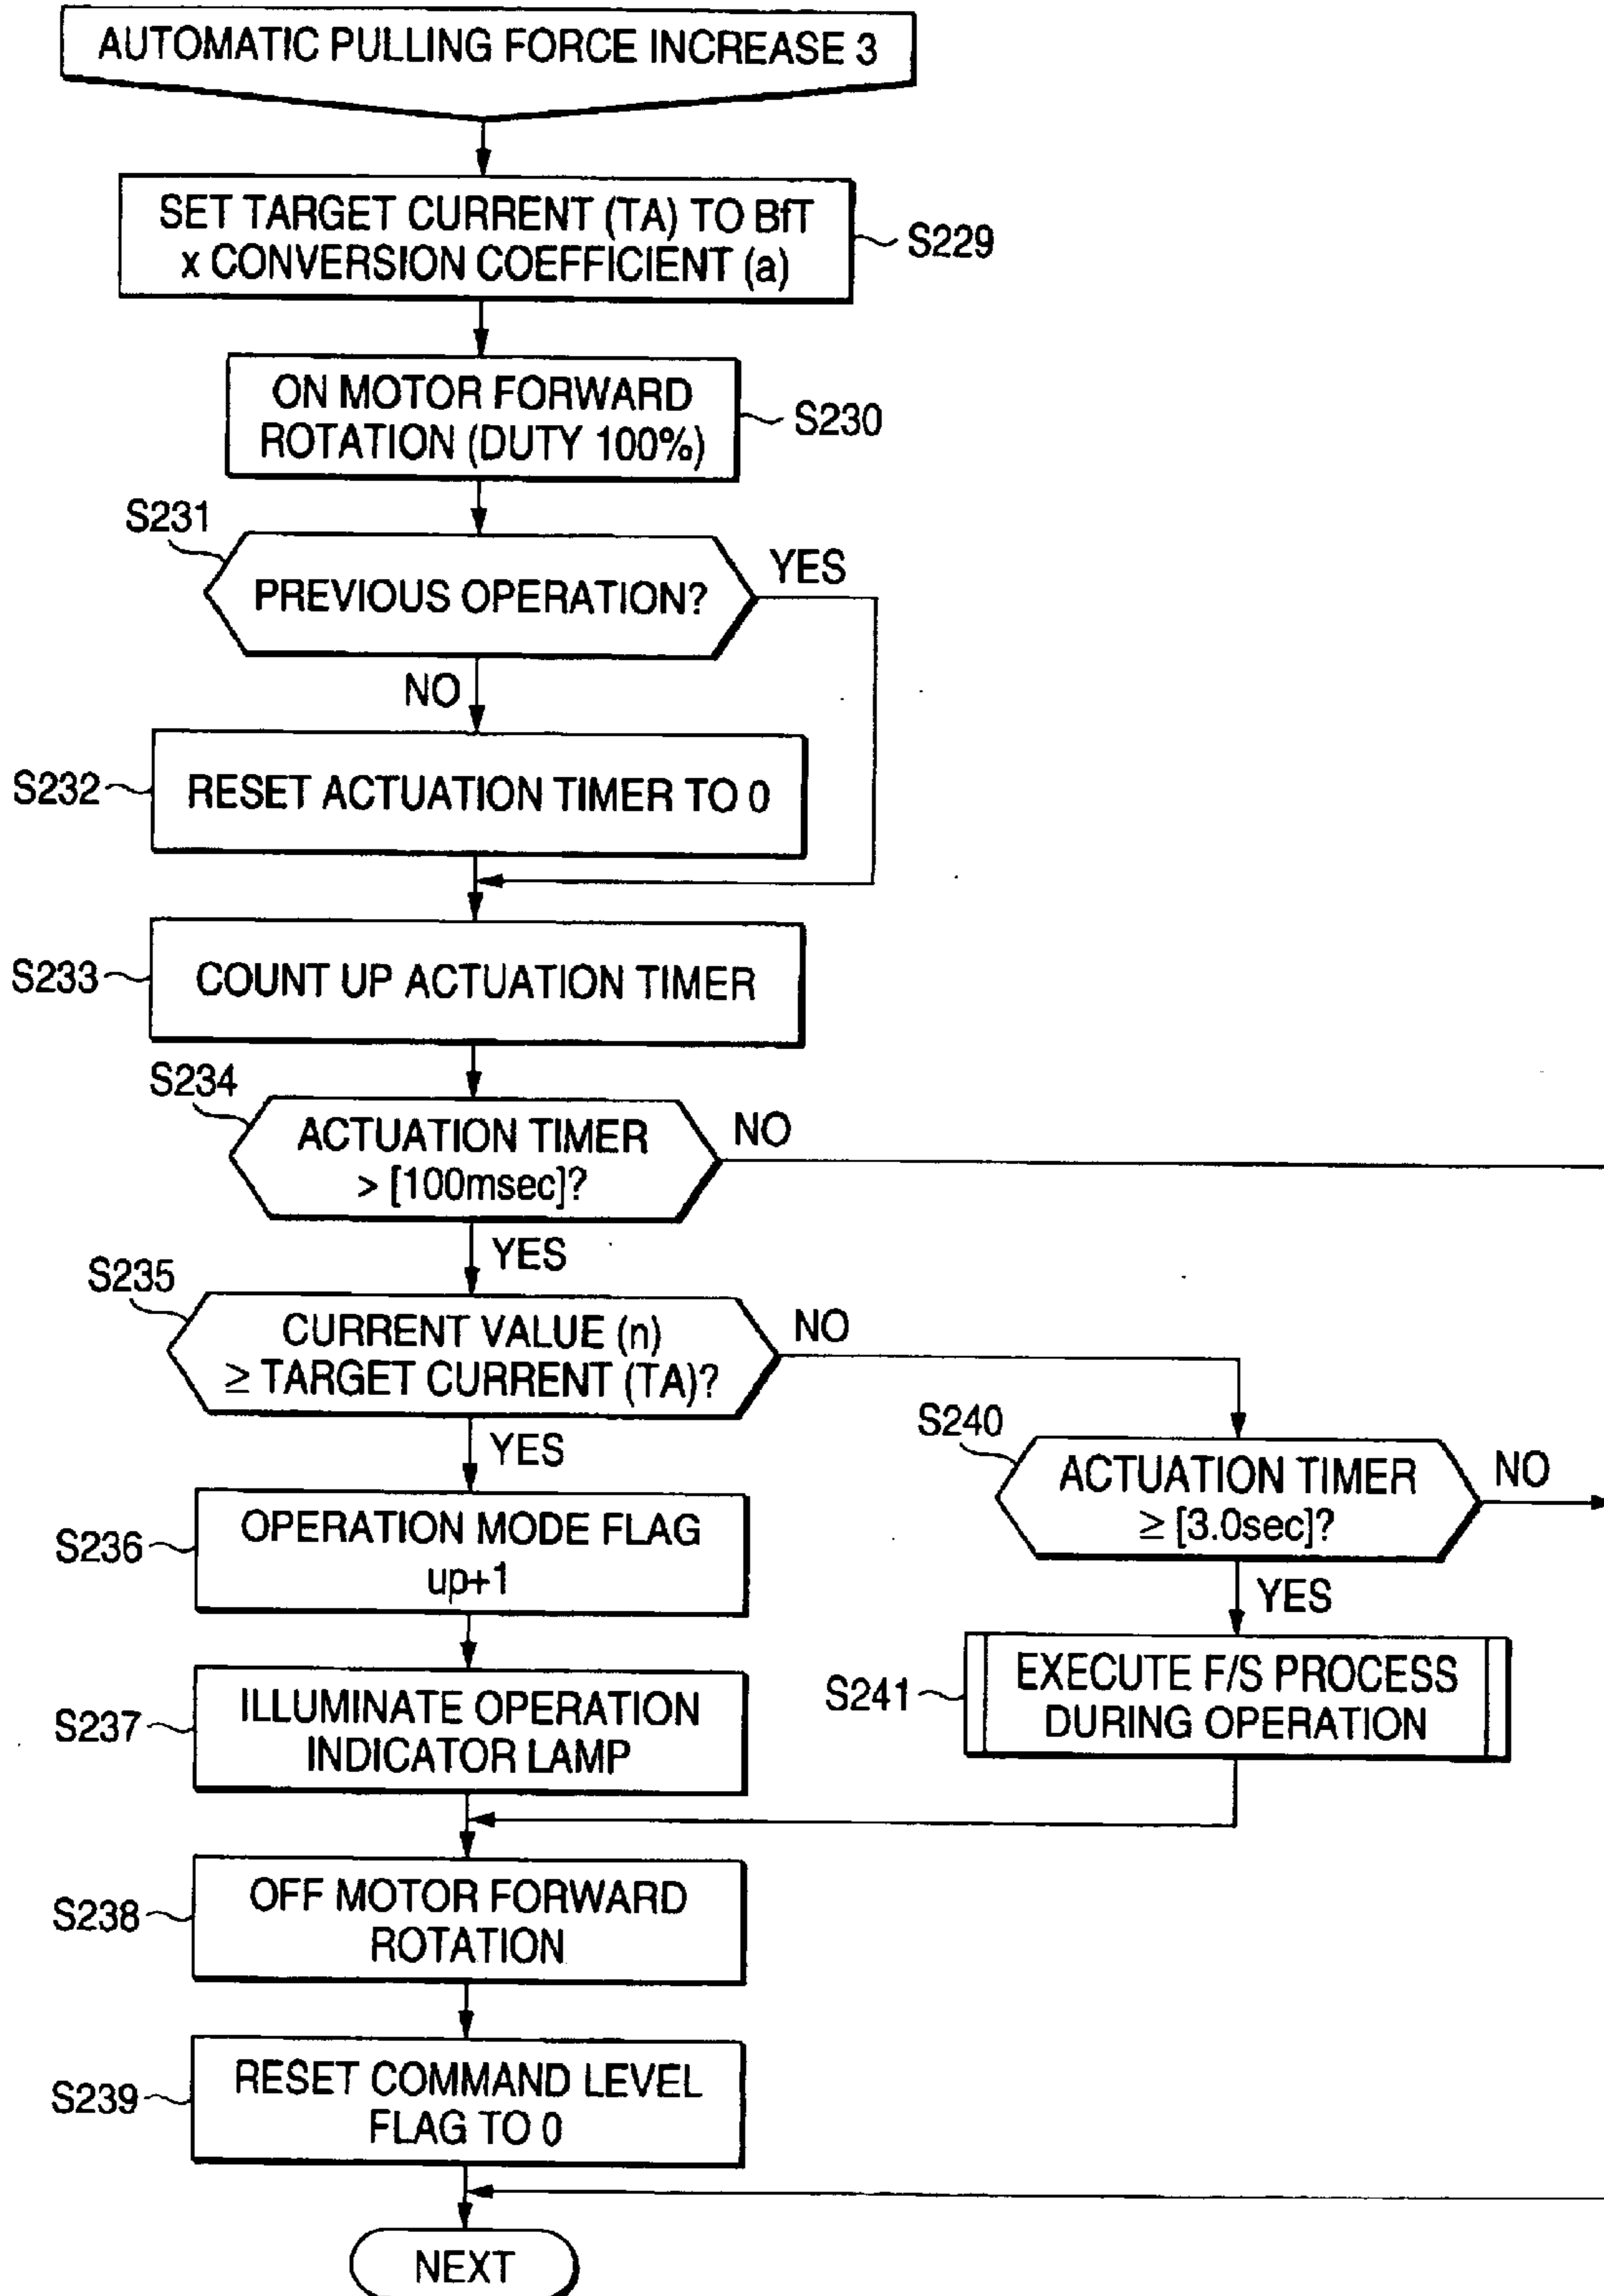 AUTOMATIC PULLING FORCE INCREASE 3
SET TARGET CURRENT (TA) TO BfT
x CONVERSION COEFFICIENT (a)
S229
ON MOTOR FORWARD
ROTATION (DUTY 100%)
S230
S231
PREVIOUS OPERATION?
YES
NO
S232
RESET ACTUATION TIMER TO 0
S233
COUNT UP ACTUATION TIMER
S234
ACTUATION TIMER
> [100msec]?
NO
YES
S235
CURRENT VALUE (n)
≥ TARGET CURRENT (TA)?
NO
YES
S240
ACTUATION TIMER
≥ [3.0sec]?
NO
YES
S236
OPERATION MODE FLAG
up+1
S241
EXECUTE F/S PROCESS
DURING OPERATION
S237
ILLUMINATE OPERATION
INDICATOR LAMP
S238
OFF MOTOR FORWARD
ROTATION
S239
RESET COMMAND LEVEL
FLAG TO 0
NEXT